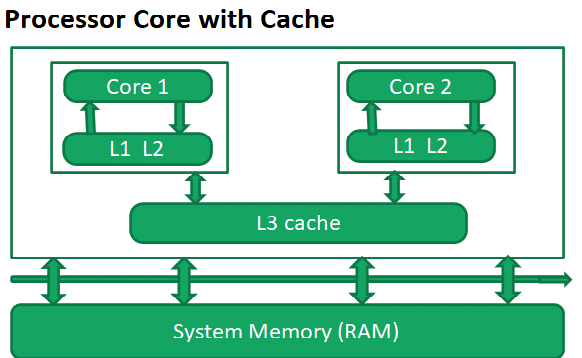 Processor Core with Cache
Core 1
Core 2
L1 L2
L1 L2
L3 cache
System Memory (RAM)